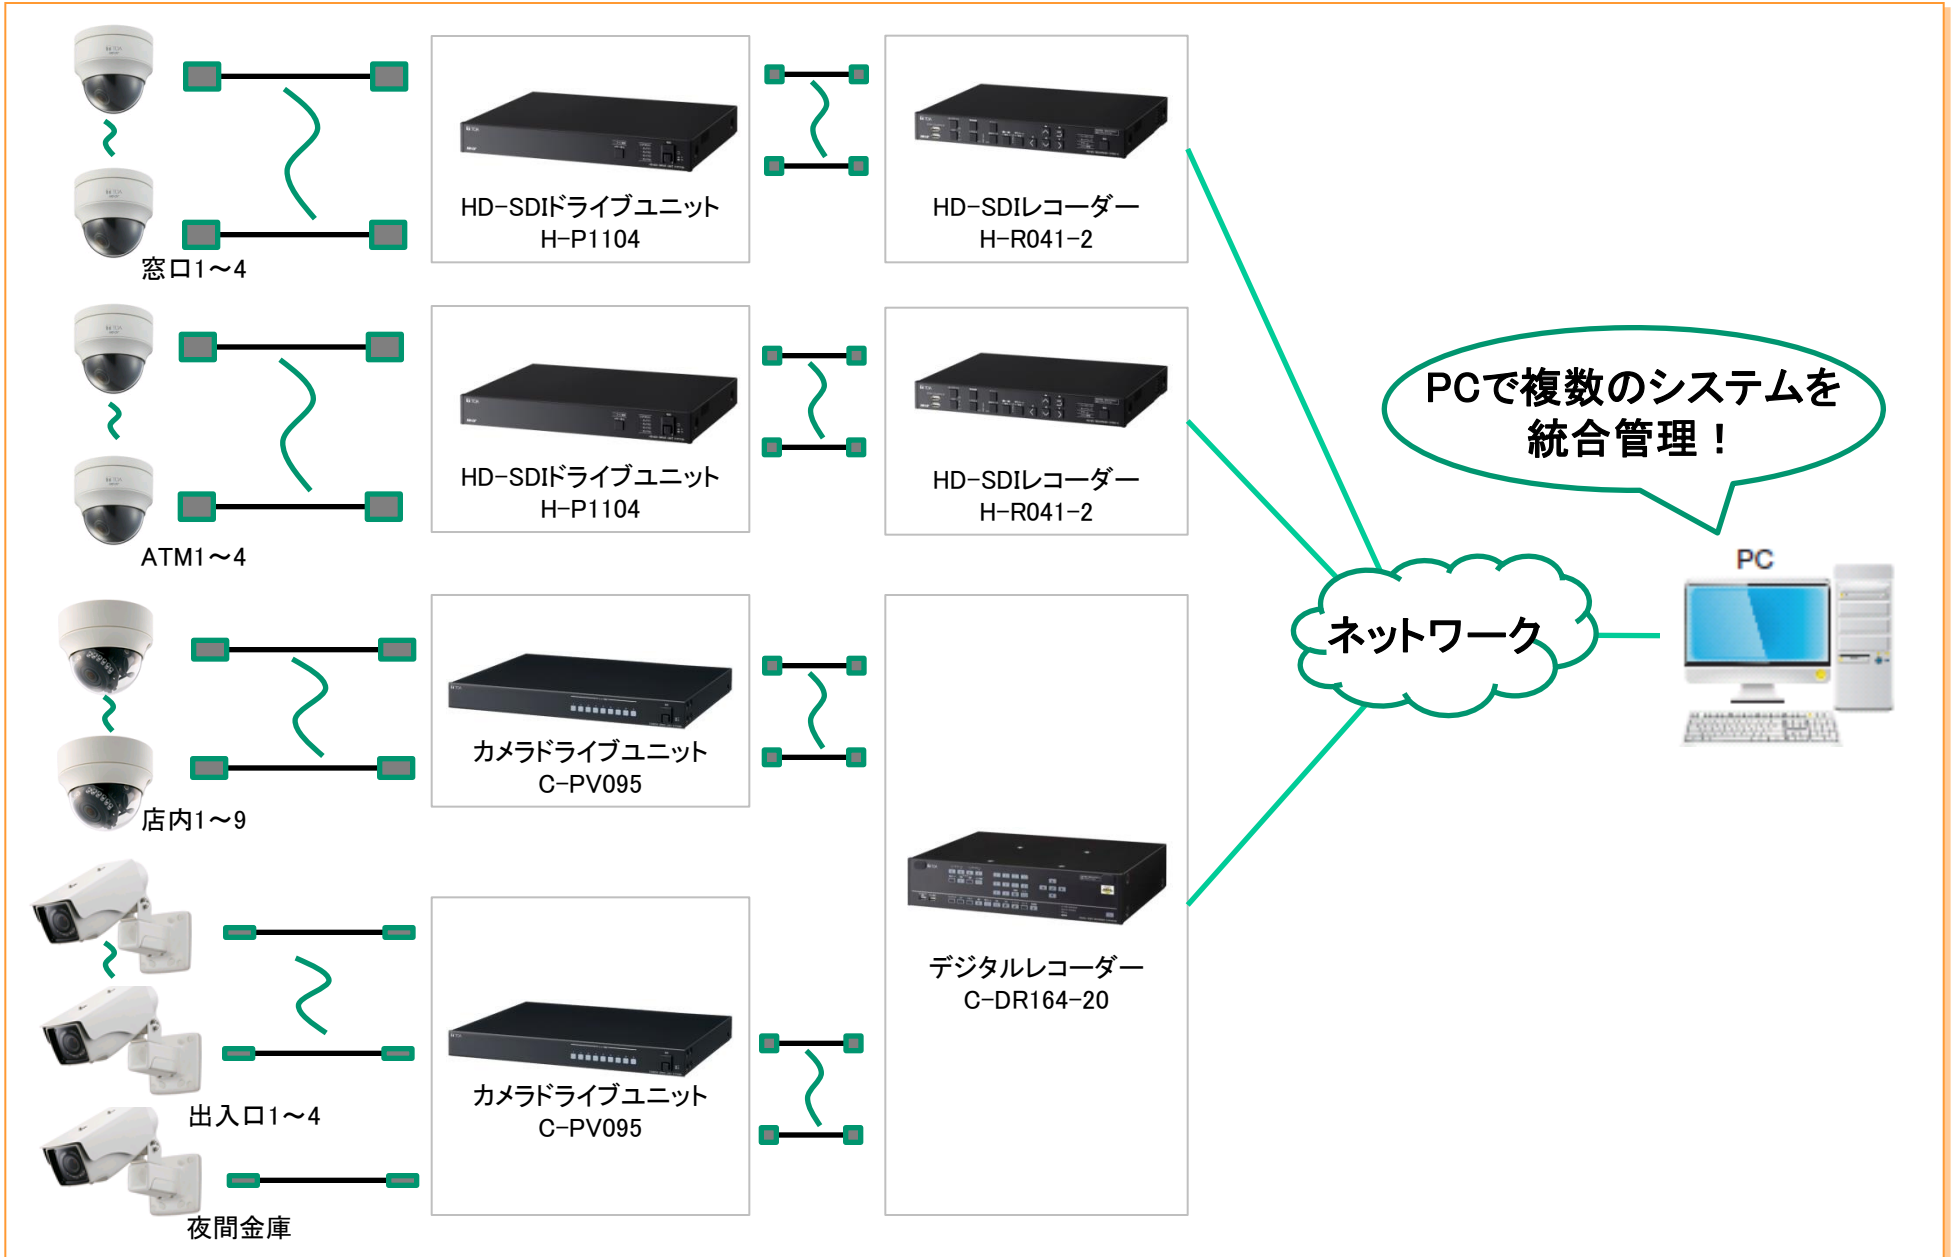 HD-SDIドライブユニット
H-P1104
HD-SDIレコーダー
H-R041-2
窓口1～4
HD-SDIドライブユニット
H-P1104
HD-SDIレコーダー
H-R041-2
ATM1～4
PCで複数のシステムを
統合管理！
PC
ネットワーク
カメラドライブユニット
C-PV095
店内1～9
デジタルレコーダー
C-DR164-20
カメラドライブユニット
C-PV095
出入口1～4
夜間金庫